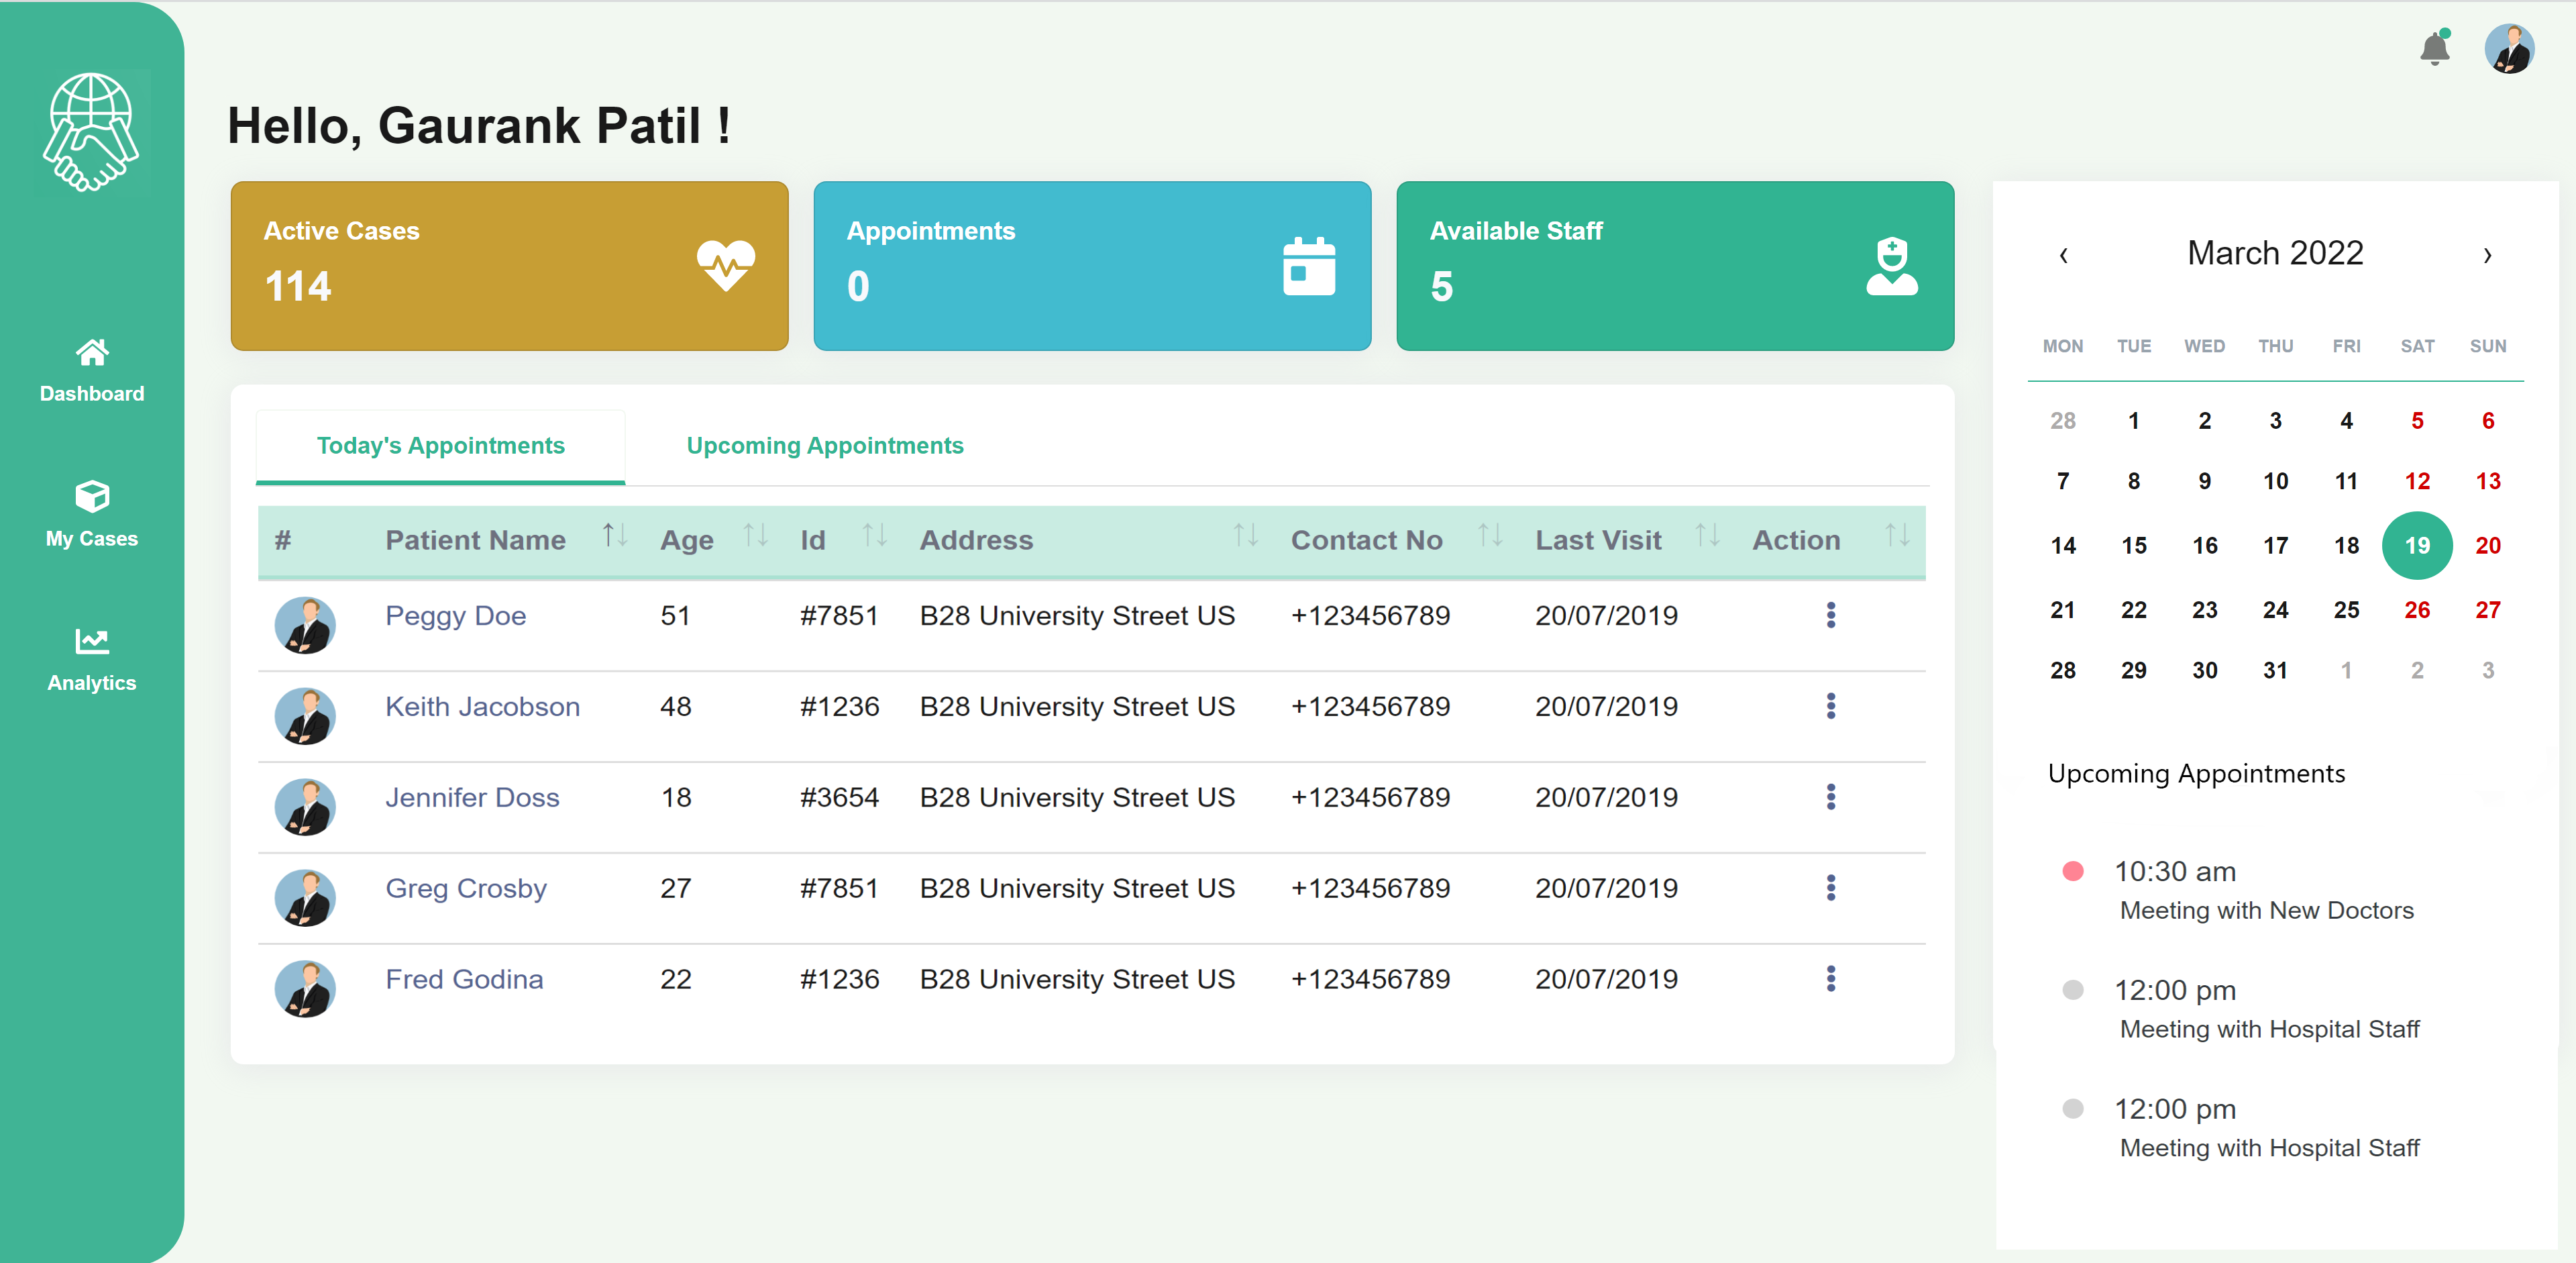 Hello, Gaurank Patil !
Dashboard
My Cases
Analytics
Active Cases
114
Appointments
0
Available Staff
5
Today's Appointments Upcoming Appointments
# Patient Name Age Id Address Contact No Last Visit Action
Peggy Doe 51 #7851 B28 University Street US +123456789 20/07/2019
Keith Jacobson 48 #1236 B28 University Street US +123456789 20/07/2019
Jennifer Doss 18 #3654 B28 University Street US +123456789 20/07/2019
Greg Crosby 27 #7851 B28 University Street US +123456789 20/07/2019
Fred Godina 22 #1236 B28 University Street US +123456789 20/07/2019
‹ March 2022 ›
MON TUE WED THU FRI SAT SUN
28 1 2 3 4 5 6
7 8 9 10 11 12 13
14 15 16 17 18 19 20
21 22 23 24 25 26 27
28 29 30 31 1 2 3
Upcoming Appointments
10:30 am
Meeting with New Doctors
12:00 pm
Meeting with Hospital Staff
12:00 pm
Meeting with Hospital Staff